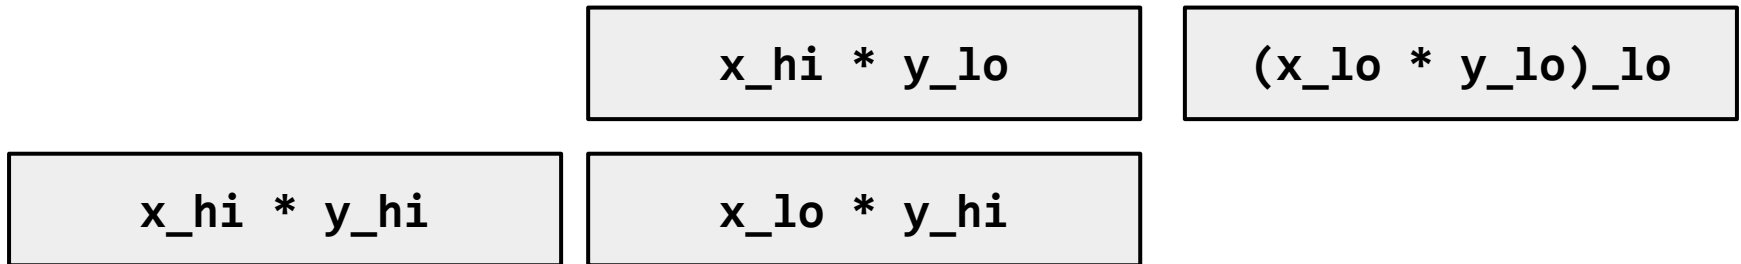 x_hi * y_lo
(x_lo * y_lo)_lo
x_hi * y_hi
x_lo * y_hi